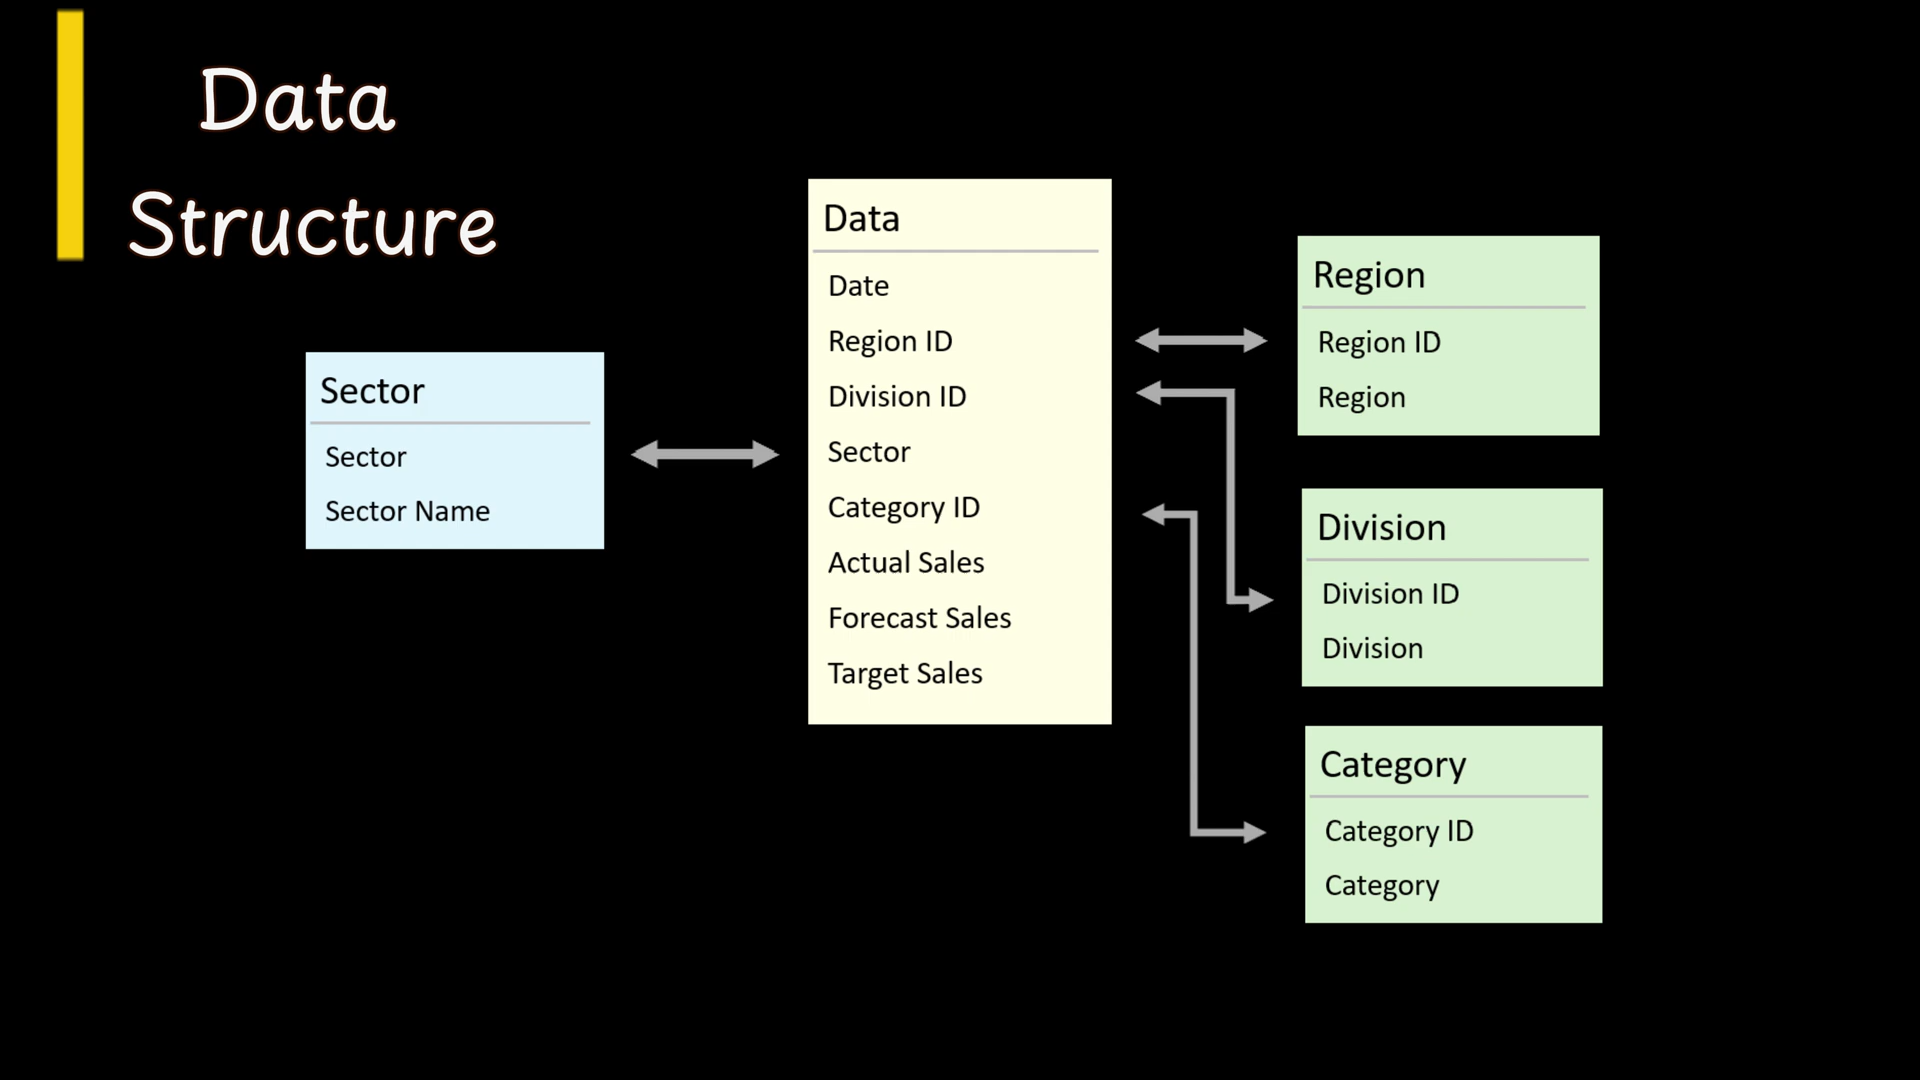 Data
Structure
Sector
Sector
Sector Name
Data
Date
Region ID
Division ID
Sector
Category ID
Actual Sales
Forecast Sales
Target Sales
Region
Region ID
Region
Division
Division ID
Division
Category
Category ID
Category